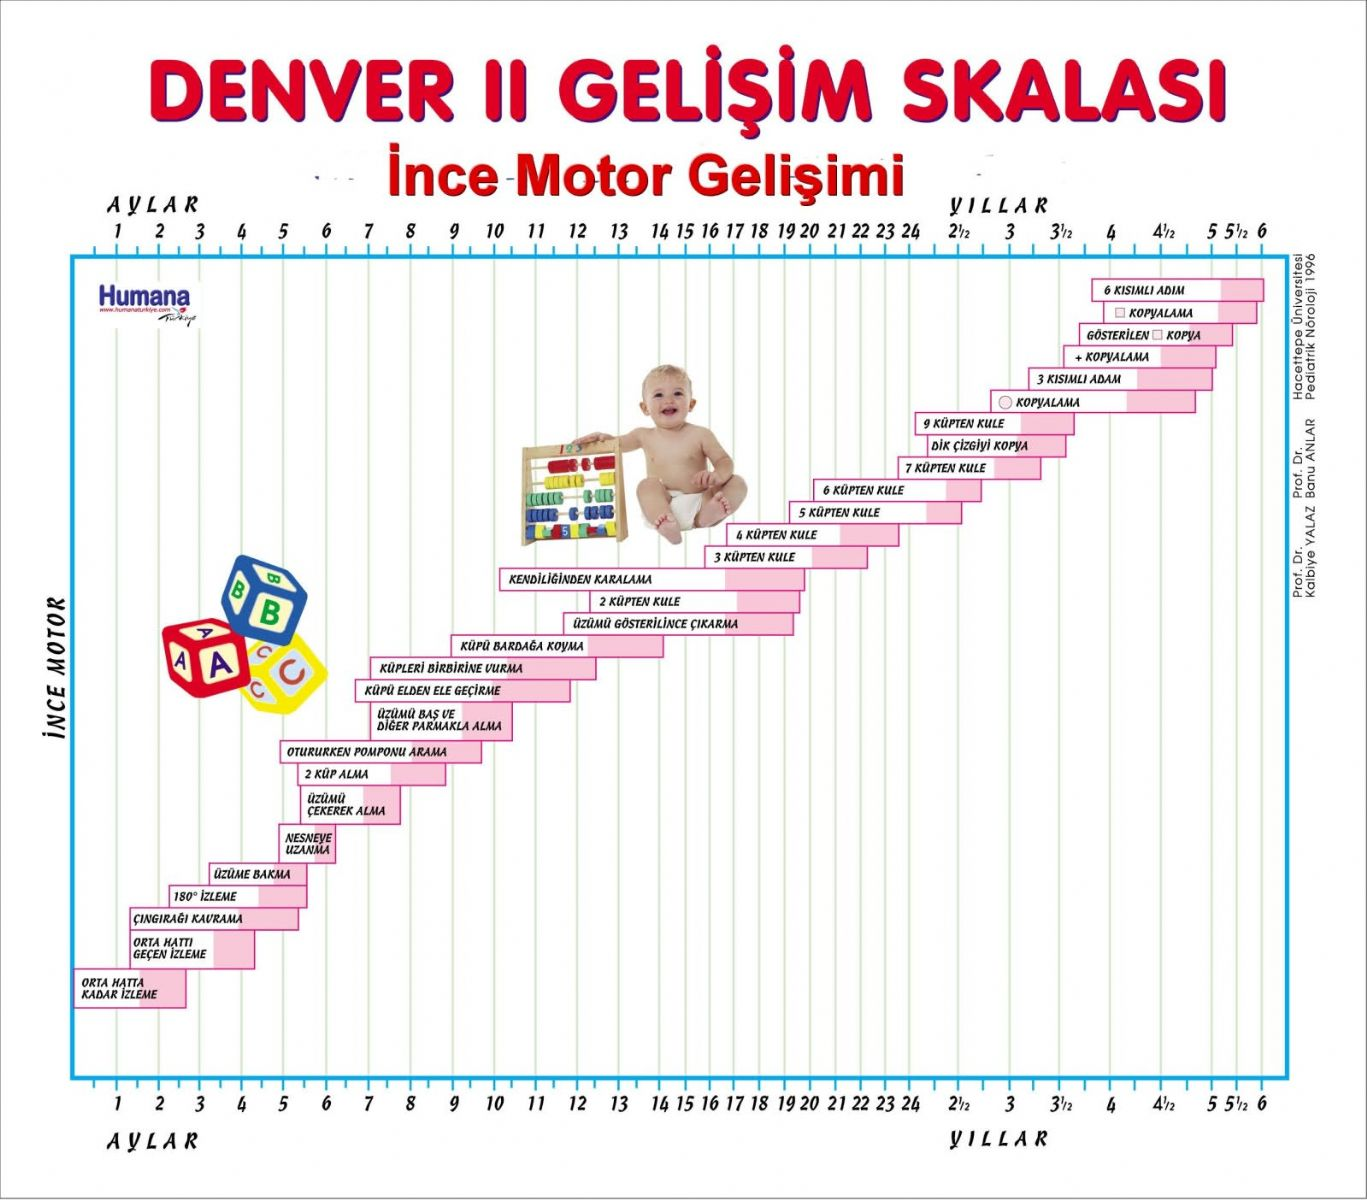 DENVER II GELİŞİM SKALASI
İnce Motor Gelişimi
AYLAR YILLAR
1 2 3 4 5 6 7 8 9 10 11 12 13 14 15 16 17 18 19 20 21 22 23 24 2½ 3 3½ 4 4½ 5 5½ 6
Humana
www.humanaturkiye.com
Türkiye
6 KISIMLI ADIM
KOPYALAMA
GÖSTERİLEN KOPYA
+ KOPYALAMA
3 KISIMLI ADAM
KOPYALAMA
9 KÜPTEN KULE
DİK ÇİZGİYİ KOPYA
7 KÜPTEN KULE
6 KÜPTEN KULE
5 KÜPTEN KULE
4 KÜPTEN KULE
3 KÜPTEN KULE
KENDİLİĞİNDEN KARALAMA
2 KÜPTEN KULE
ÜZÜMÜ GÖSTERİLİNCE ÇIKARMA
KÜPÜ BARDAĞA KOYMA
KÜPLERİ BİRBİRİNE VURMA
KÜPÜ ELDEN ELE GEÇİRME
ÜZÜMÜ BAŞ VE
DİĞER PARMAKLA ALMA
OTURURKEN POMPONU ARAMA
2 KÜP ALMA
ÜZÜMÜ
ÇEKEREK ALMA
NESNEYE
UZANMA
ÜZÜME BAKMA
180° İZLEME
ÇINGIRAĞI KAVRAMA
ORTA HATTI
GEÇEN İZLEME
ORTA HATTA
KADAR İZLEME
İNCE MOTOR
1 2 3
5
A A A
B B B
C C C
Prof. Dr. Prof. Dr. Hacettepe Üniversitesi
Kalbiye YALAZ Banu ANLAR Pediatrik Nöroloji 1996
1 2 3 4 5 6 7 8 9 10 11 12 13 14 15 16 17 18 19 20 21 22 23 24 2½ 3 3½ 4 4½ 5 5½ 6
AYLAR YILLAR